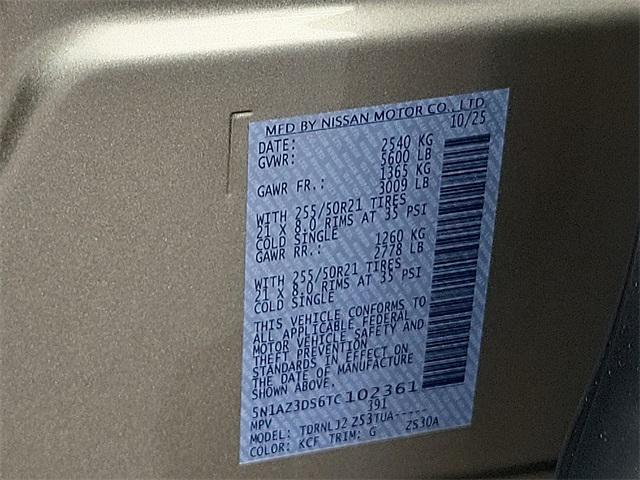 MFD BY NISSAN MOTOR CO., LTD
DATE: 10/25
GVWR: 2540 KG
5600 LB
GAWR FR.: 1365 KG
3009 LB
WITH 255/50R21 TIRES
21 X 8.0 RIMS AT 35 PSI
COLD SINGLE
GAWR RR.: 1260 KG
2778 LB
WITH 255/50R21 TIRES
21 X 8.0 RIMS AT 35 PSI
COLD SINGLE
THIS VEHICLE CONFORMS TO
ALL APPLICABLE FEDERAL
MOTOR VEHICLE SAFETY AND
THEFT PREVENTION
STANDARDS IN EFFECT ON
THE DATE OF MANUFACTURE
SHOWN ABOVE.
5N1AZ3DS6TC102361
MPV 391
MODEL: TDRNLJ2 ZS3TUA-----
COLOR: KCF TRIM: G ZS30A